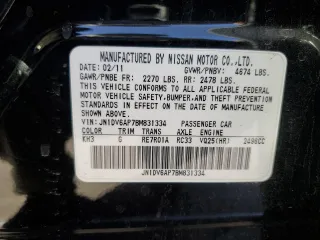 MANUFACTURED BY NISSAN MOTOR CO.,LTD.
DATE: 02/11 GVWR/PNBV: 4674 LBS.
GAWR/PNBE FR: 2270 LBS. RR: 2478 LBS.
THIS VEHICLE CONFORMS TO ALL APPLICABLE
FEDERAL MOTOR VEHICLE SAFETY, BUMPER, AND THEFT
PREVENTION STANDARDS IN EFFECT ON THE DATE OF
MANUFACTURE SHOWN ABOVE.
V.I.N: JN1DV6AP7BM831334 PASSENGER CAR
COLOR TRIM TRANS AXLE ENGINE
KH3 G RE7R01A RC33 VQ25(HR) 2496CC
JN1DV6AP7BM831334